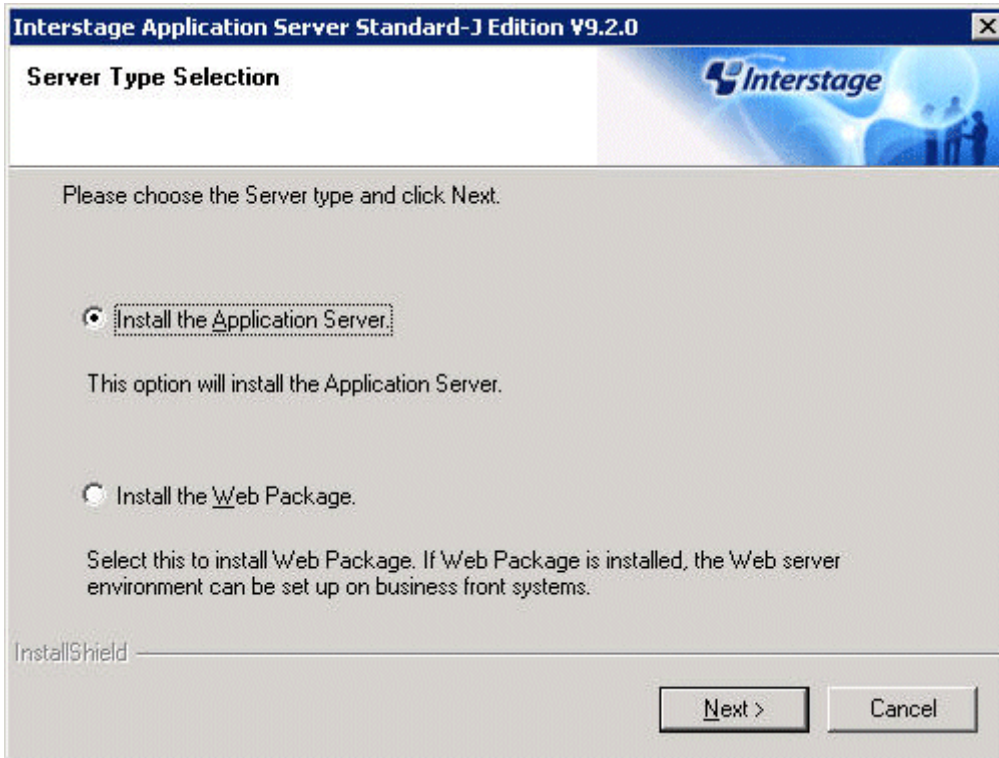 Interstage Application Server Standard-J Edition V9.2.0
Server Type Selection
Interstage
Please choose the Server type and click Next.
Install the Application Server.
This option will install the Application Server.
Install the Web Package.
Select this to install Web Package. If Web Package is installed, the Web server
environment can be set up on business front systems.
InstallShield
Next >
Cancel